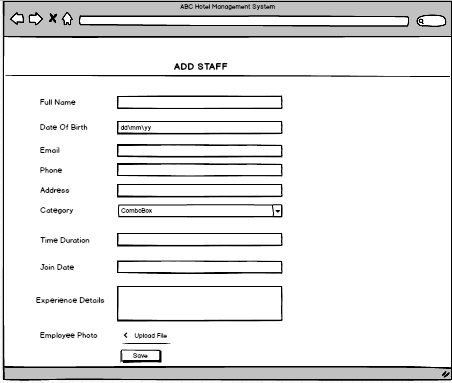 ABC Hotel Management System
ADD STAFF
Full Name
Date Of Birth dd\mm\yy
Email
Phone
Address
Category ComboBox
Time Duration
Join Date
Experience Details
Employee Photo Upload File
Save